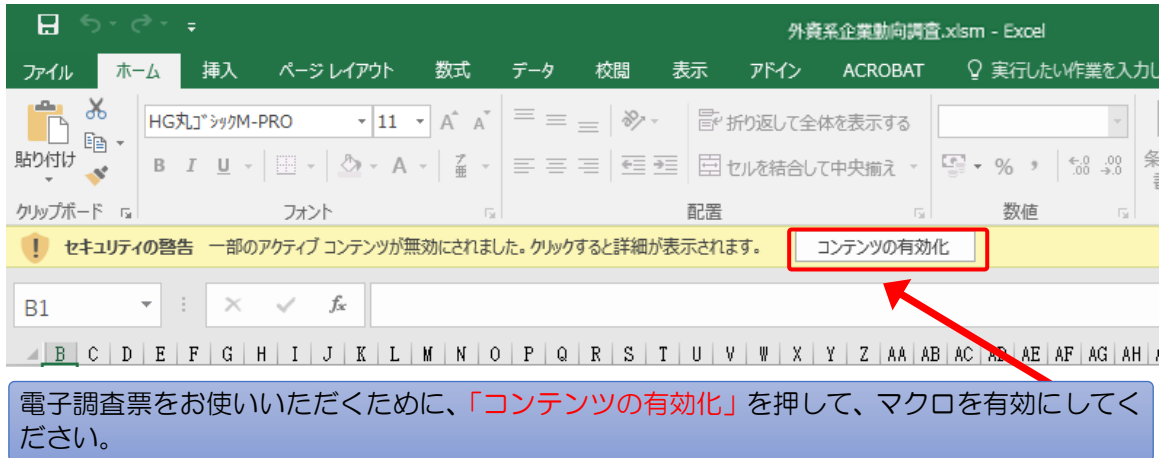 外資系企業動向調査.xlsm - Excel
ファイル ホーム 挿入 ページ レイアウト 数式 データ 校閲 表示 アドイン ACROBAT 実行したい作業を入力し
HG丸ｺﾞｼｯｸM-PRO 11 A A 折り返して全体を表示する
貼り付け B I U A セルを結合して中央揃え % , .0 .00 .00 .0 条
クリップボード フォント 配置 数値
! セキュリティの警告 一部のアクティブ コンテンツが無効にされました。クリックすると詳細が表示されます。 コンテンツの有効化
B1 fx
B C D E F G H I J K L M N O P Q R S T U V W X Y Z AA AB AC AD AE AF AG AH
電子調査票をお使いいただくために、「コンテンツの有効化」を押して、マクロを有効にしてく
ださい。